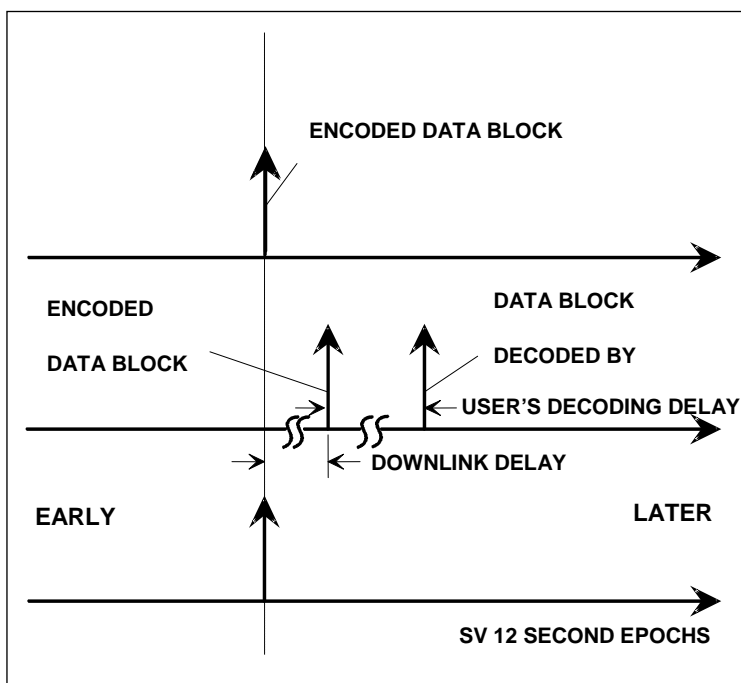 ENCODED DATA BLOCK
ENCODED
DATA BLOCK
DATA BLOCK
DECODED BY
USER'S DECODING DELAY
DOWNLINK DELAY
EARLY
LATER
SV 12 SECOND EPOCHS